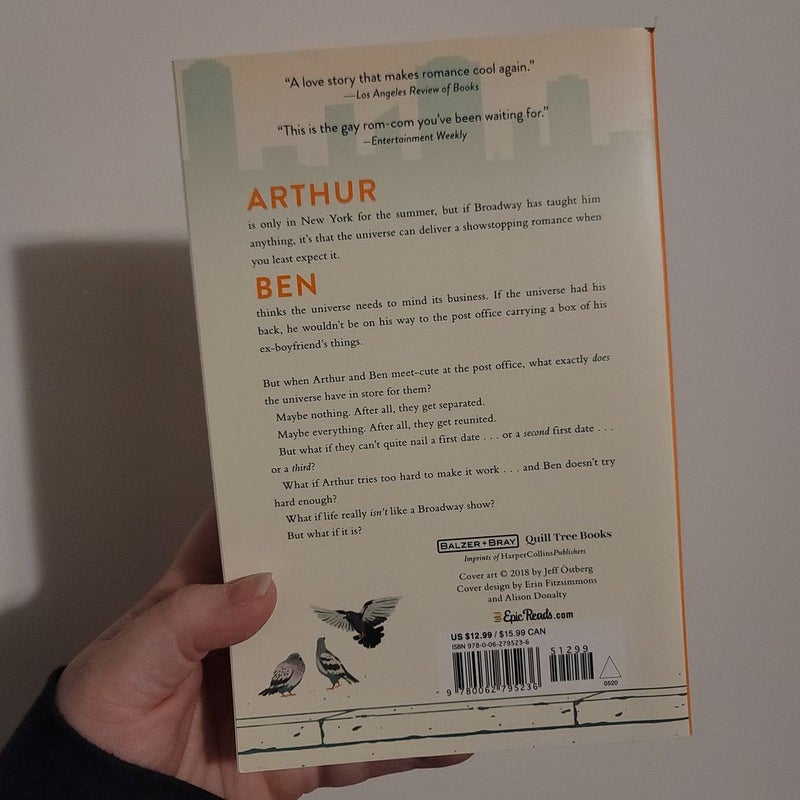 “A love story that makes romance cool again.”
—Los Angeles Review of Books
“This is the gay rom-com you’ve been waiting for.”
—Entertainment Weekly
ARTHUR
is only in New York for the summer, but if Broadway has taught him
anything, it’s that the universe can deliver a showstopping romance when
you least expect it.
BEN
thinks the universe needs to mind its business. If the universe had his
back, he wouldn’t be on his way to the post office carrying a box of his
ex-boyfriend’s things.
But when Arthur and Ben meet-cute at the post office, what exactly does
the universe have in store for them?
Maybe nothing. After all, they get separated.
Maybe everything. After all, they get reunited.
But what if they can’t quite nail a first date . . . or a second first date . . .
or a third?
What if Arthur tries too hard to make it work . . . and Ben doesn’t try
hard enough?
What if life really isn’t like a Broadway show?
But what if it is?
BALZER+BRAY Quill Tree Books
Imprints of HarperCollinsPublishers
Cover art © 2018 by Jeff Östberg
Cover design by Erin Fitzsimmons
and Alison Donalty
EpicReads.com
US $12.99 / $15.99 CAN
ISBN 978-0-06-279523-6
51299
9 780062 795236
0520